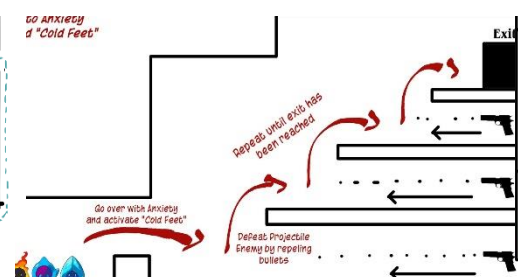 to Anxiety
d "Cold Feet"
Exit
Repeat until exit has
been reached
Go over with Anxiety
and activate "Cold Feet"
Defeat Projectile
Enemy by repeling
bullets